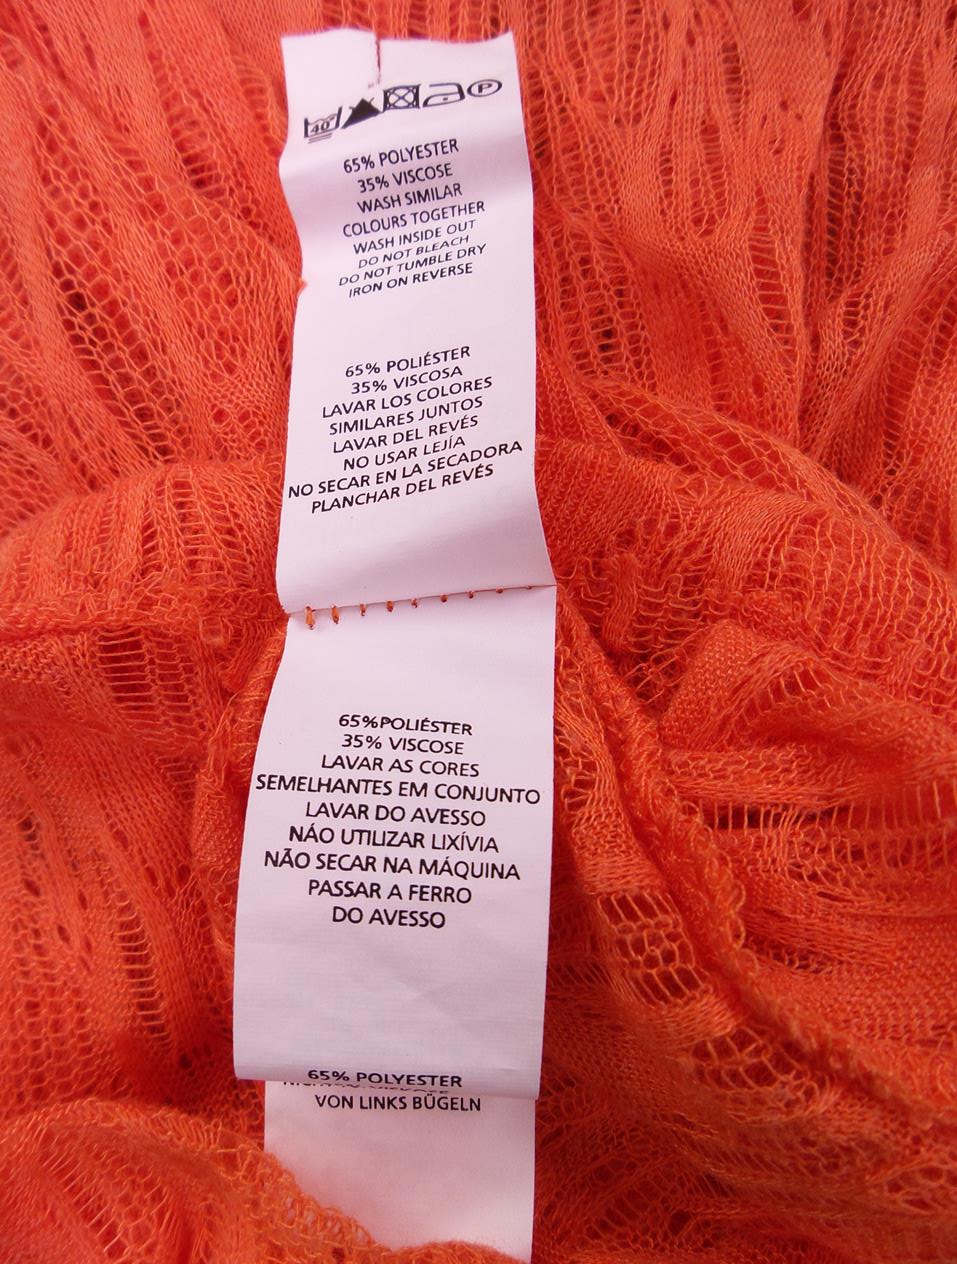 40°
P
65% POLYESTER
35% VISCOSE
WASH SIMILAR
COLOURS TOGETHER
WASH INSIDE OUT
DO NOT BLEACH
DO NOT TUMBLE DRY
IRON ON REVERSE
65% POLIÉSTER
35% VISCOSA
LAVAR LOS COLORES
SIMILARES JUNTOS
LAVAR DEL REVÉS
NO USAR LEJÍA
NO SECAR EN LA SECADORA
PLANCHAR DEL REVÉS
65%POLIÉSTER
35% VISCOSE
LAVAR AS CORES
SEMELHANTES EM CONJUNTO
LAVAR DO AVESSO
NÁO UTILIZAR LIXÍVIA
NÃO SECAR NA MÁQUINA
PASSAR A FERRO
DO AVESSO
65% POLYESTER
VON LINKS BÜGELN